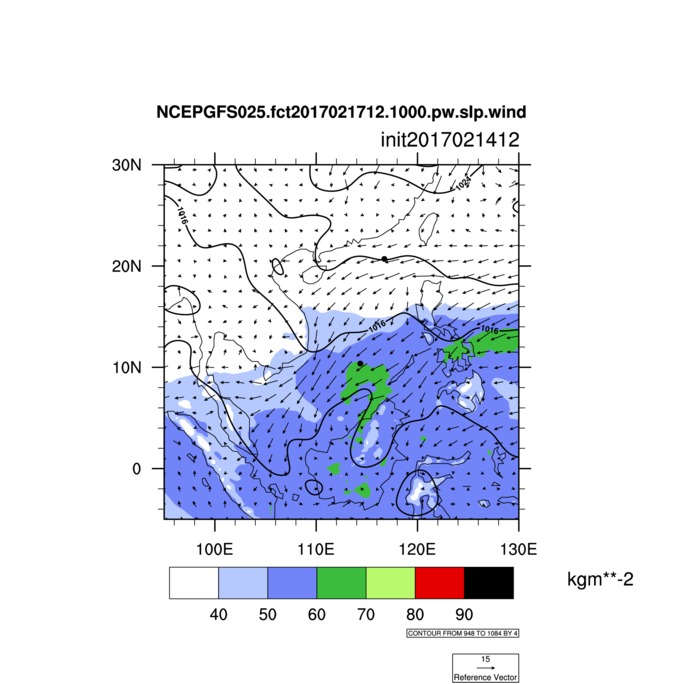 NCEPGFS025.fct2017021712.1000.pw.slp.wind
init2017021412
30N
1024
1016
20N
1016
1016
10N
0
100E 110E 120E 130E
kgm**-2
40 50 60 70 80 90
CONTOUR FROM 948 TO 1084 BY 4
15
Reference Vector